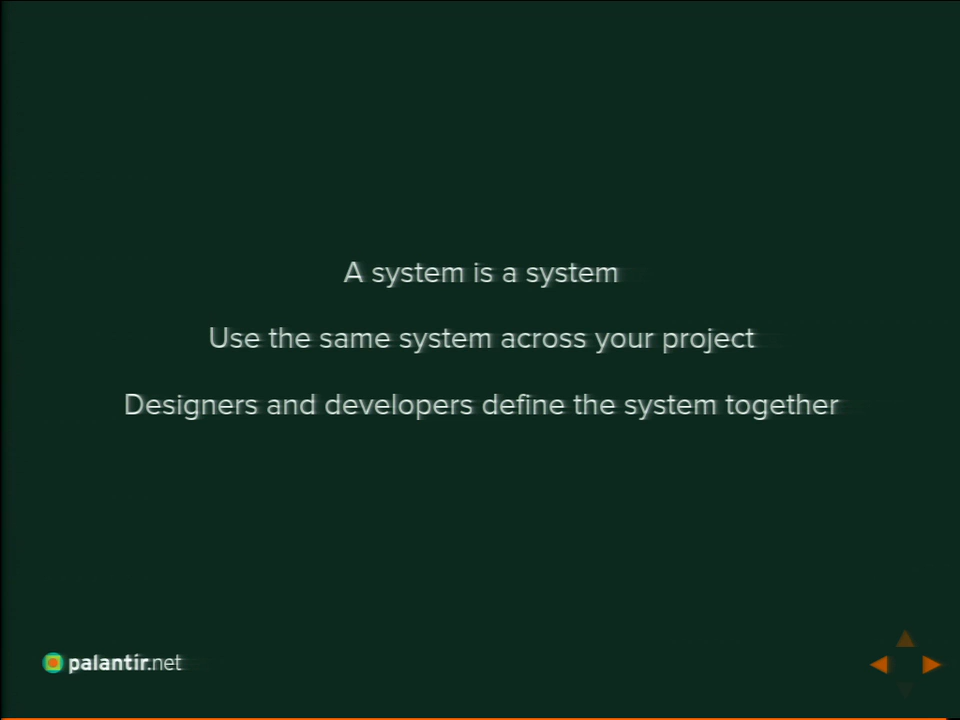 A system is a system
Use the same system across your project
Designers and developers define the system together
palantir.net